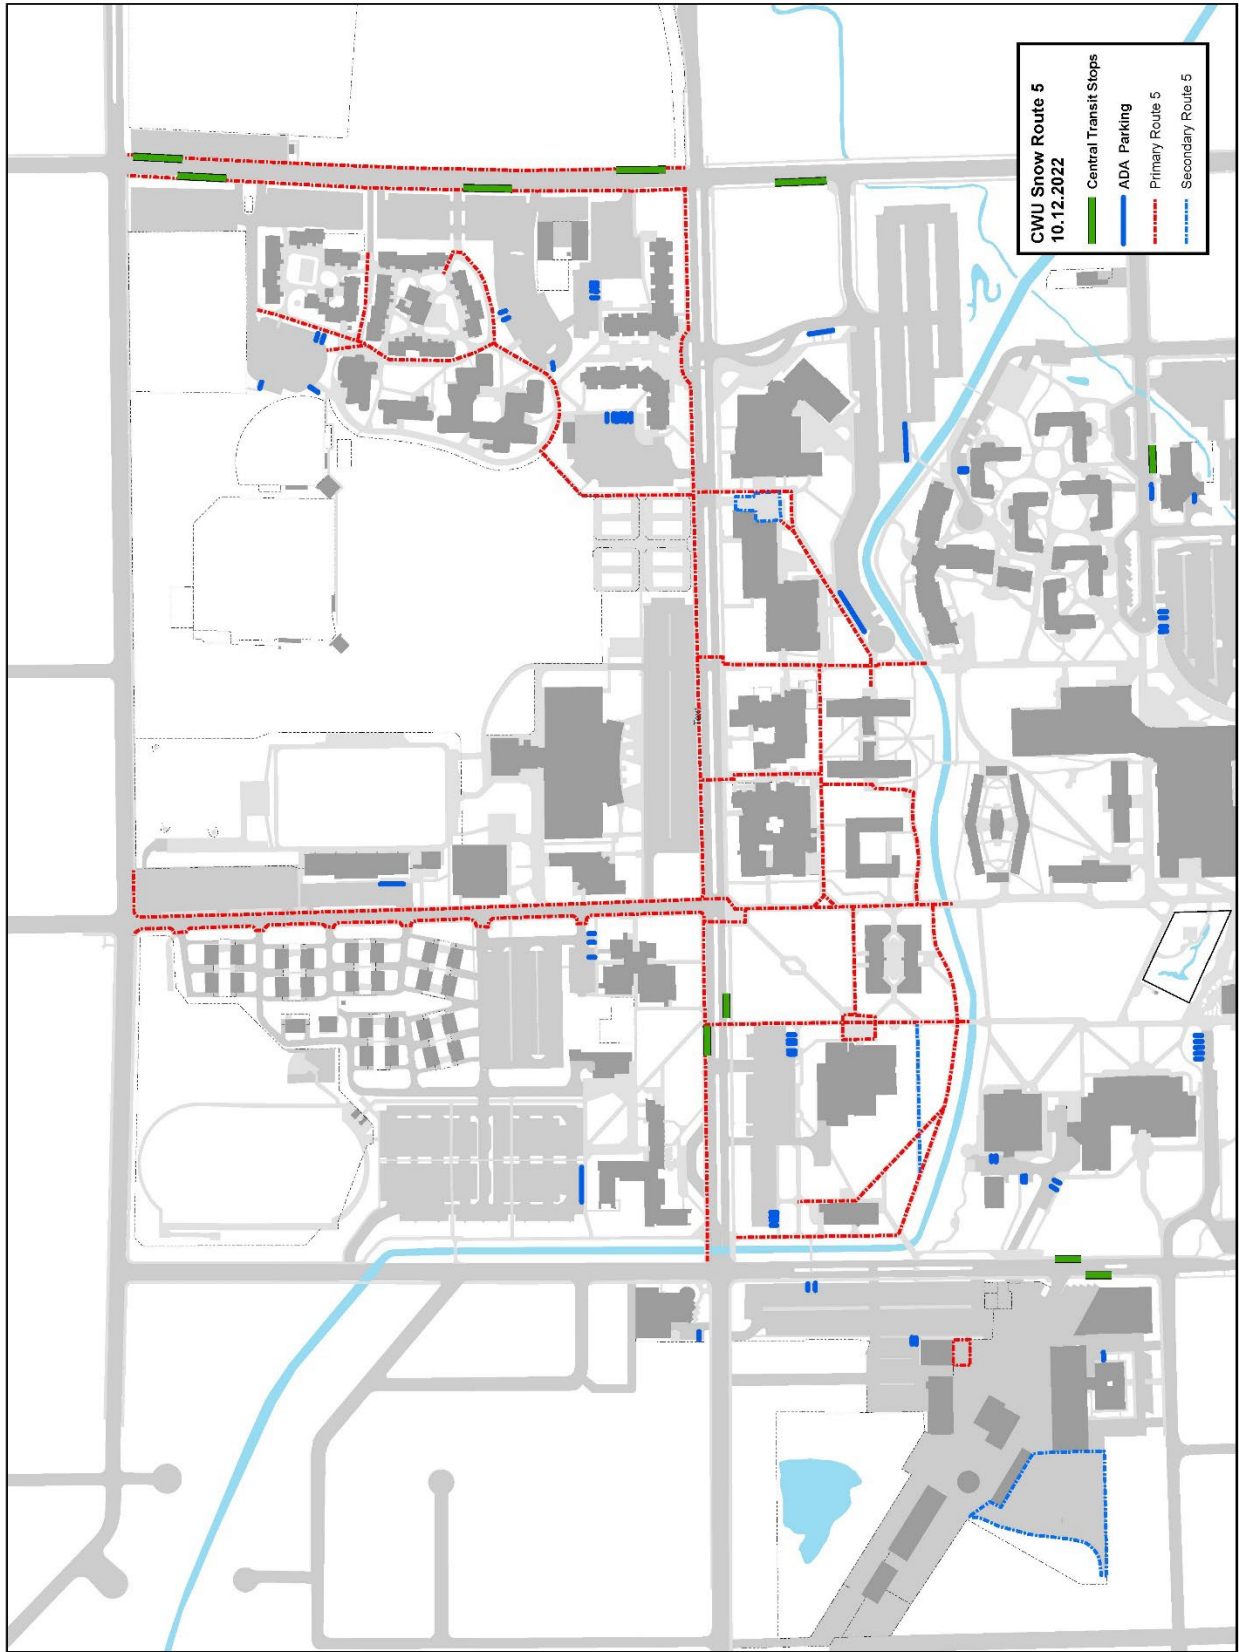 CWU Snow Route 5
10.12.2022
Central Transit Stops
ADA Parking
Primary Route 5
Secondary Route 5